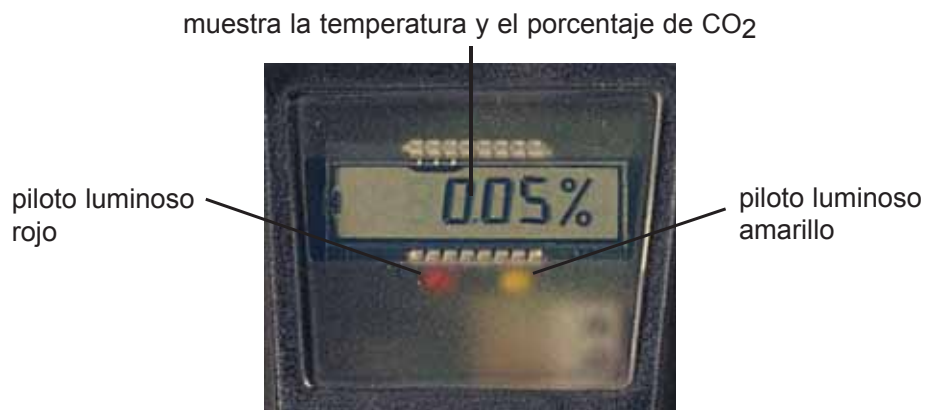 muestra la temperatura y el porcentaje de CO2
0.05%
piloto luminoso
rojo
piloto luminoso
amarillo